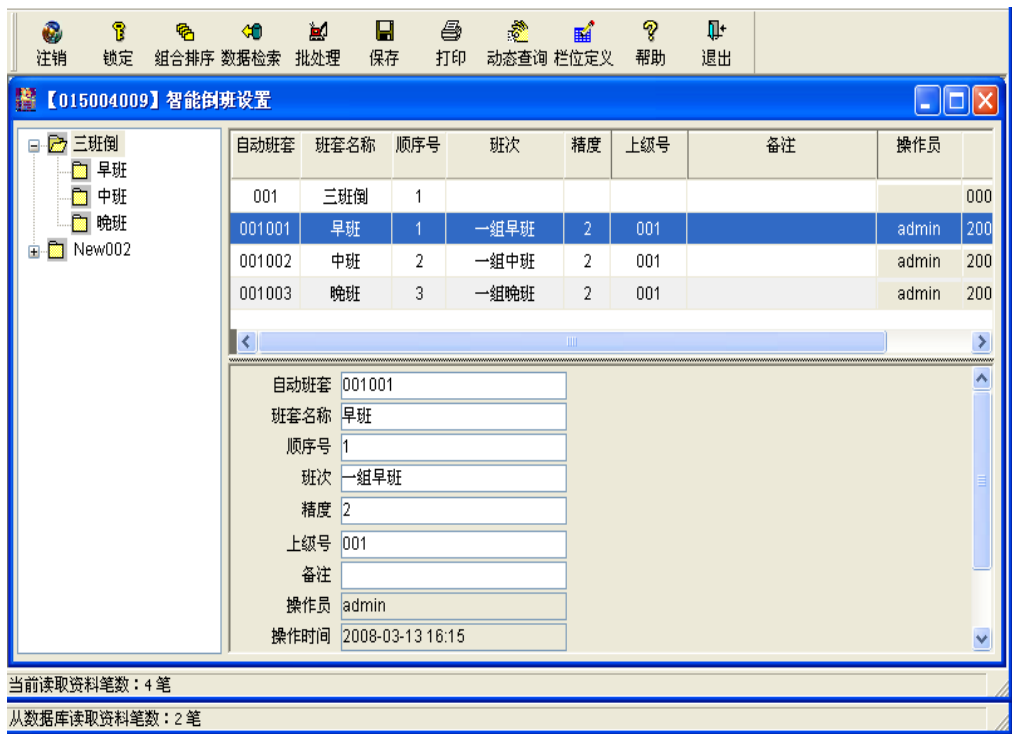 注销 锁定 组合排序 数据检索 批处理 保存 打印 动态查询 栏位定义 帮助 退出
【015004009】智能倒班设置
三班倒
早班
中班
晚班
New002
自动班套 班套名称 顺序号 班次 精度 上级号 备注 操作员
001 三班倒 1 000
001001 早班 1 一组早班 2 001 admin 200
001002 中班 2 一组中班 2 001 admin 200
001003 晚班 3 一组晚班 2 001 admin 200
自动班套 001001
班套名称 早班
顺序号 1
班次 一组早班
精度 2
上级号 001
备注
操作员 admin
操作时间 2008-03-13 16:15
当前读取资料笔数：4 笔
从数据库读取资料笔数：2 笔